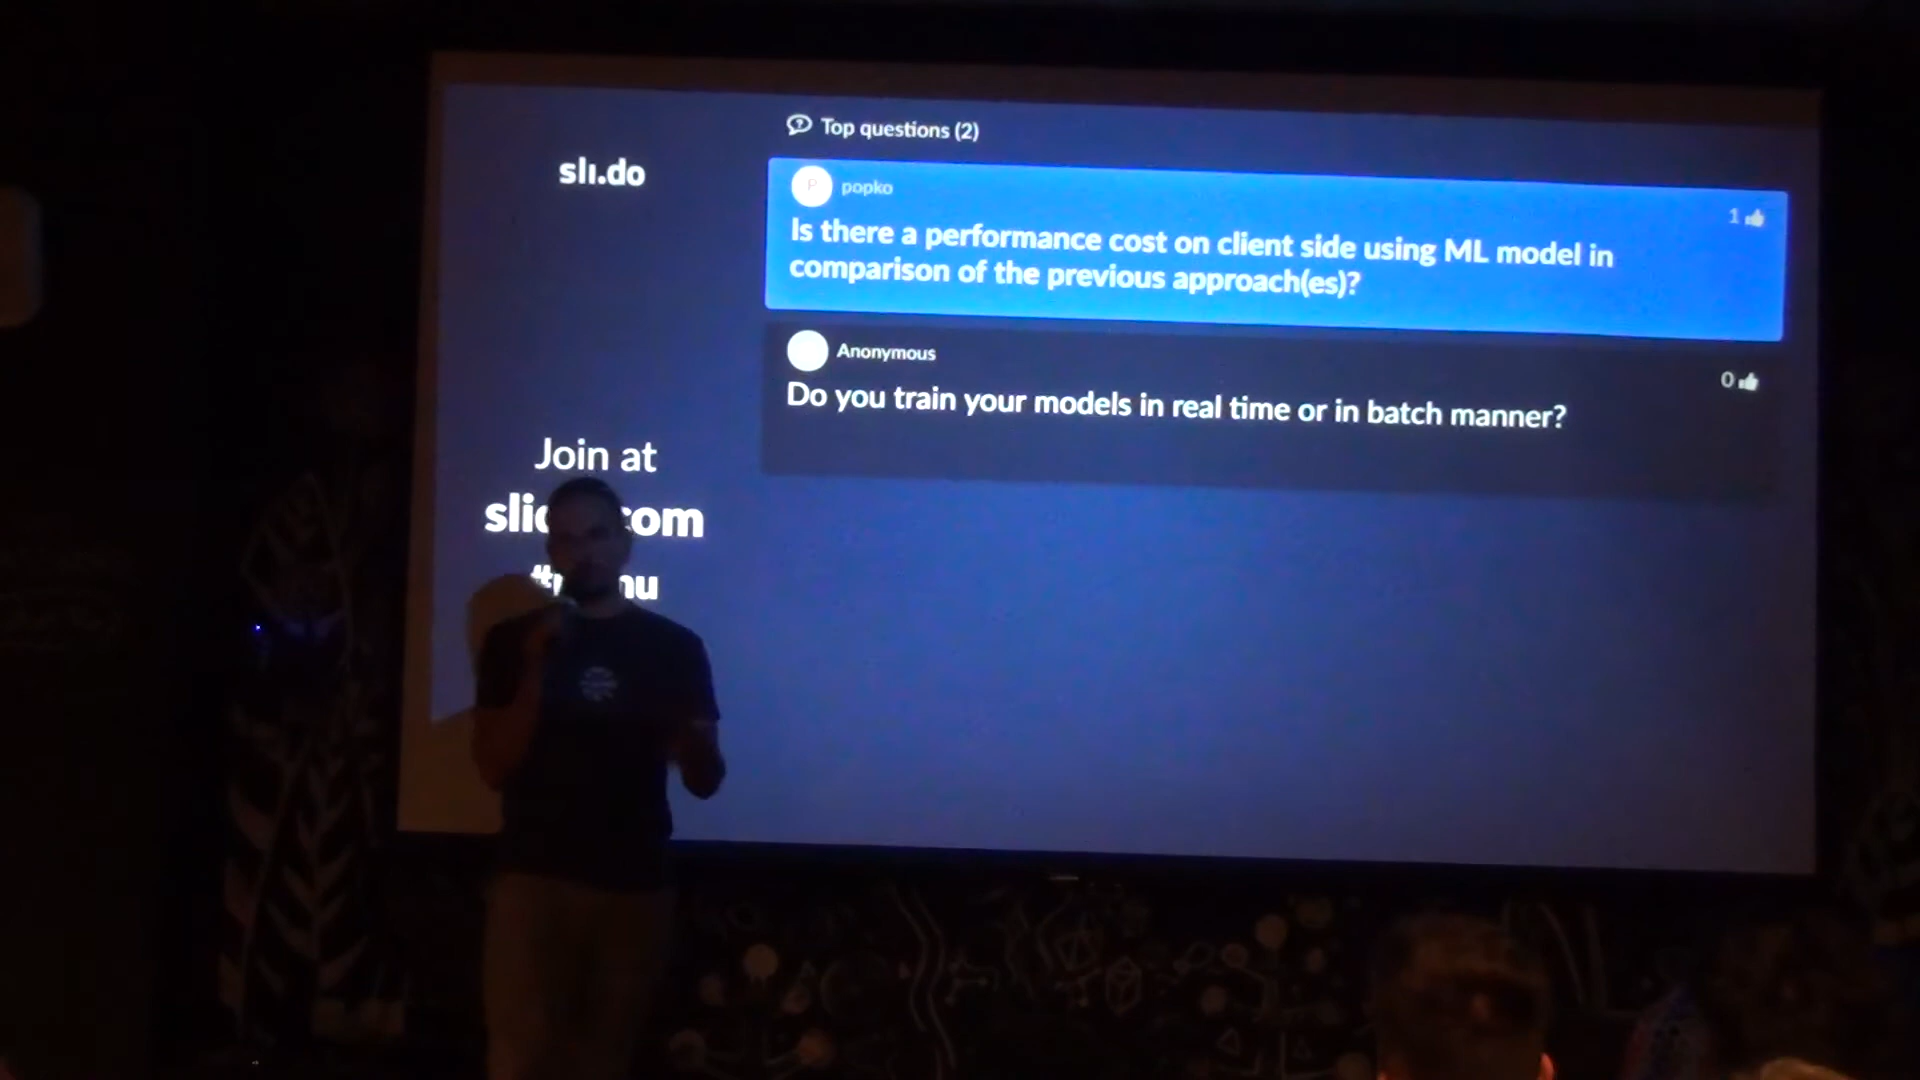 sli.do
Join at
Top questions (2)
P
popko
1
Is there a performance cost on client side using ML model in
comparison of the previous approach(es)?
Anonymous
0
Do you train your models in real time or in batch manner?